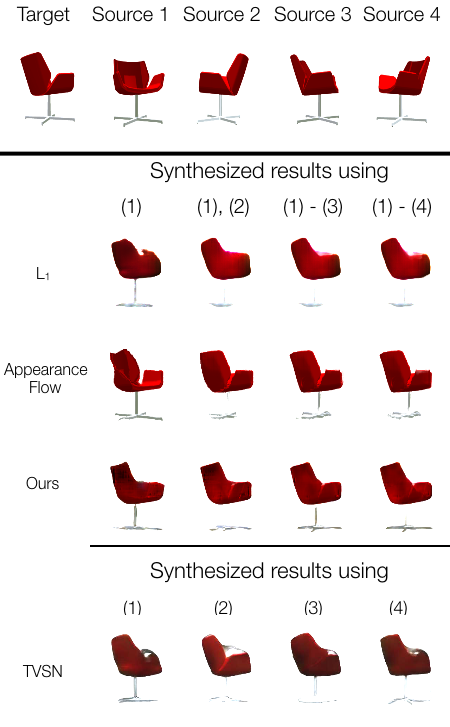 Target Source 1 Source 2 Source 3 Source 4
Synthesized results using
(1) (1), (2) (1) - (3) (1) - (4)
L₁
Appearance
Flow
Ours
Synthesized results using
(1) (2) (3) (4)
TVSN